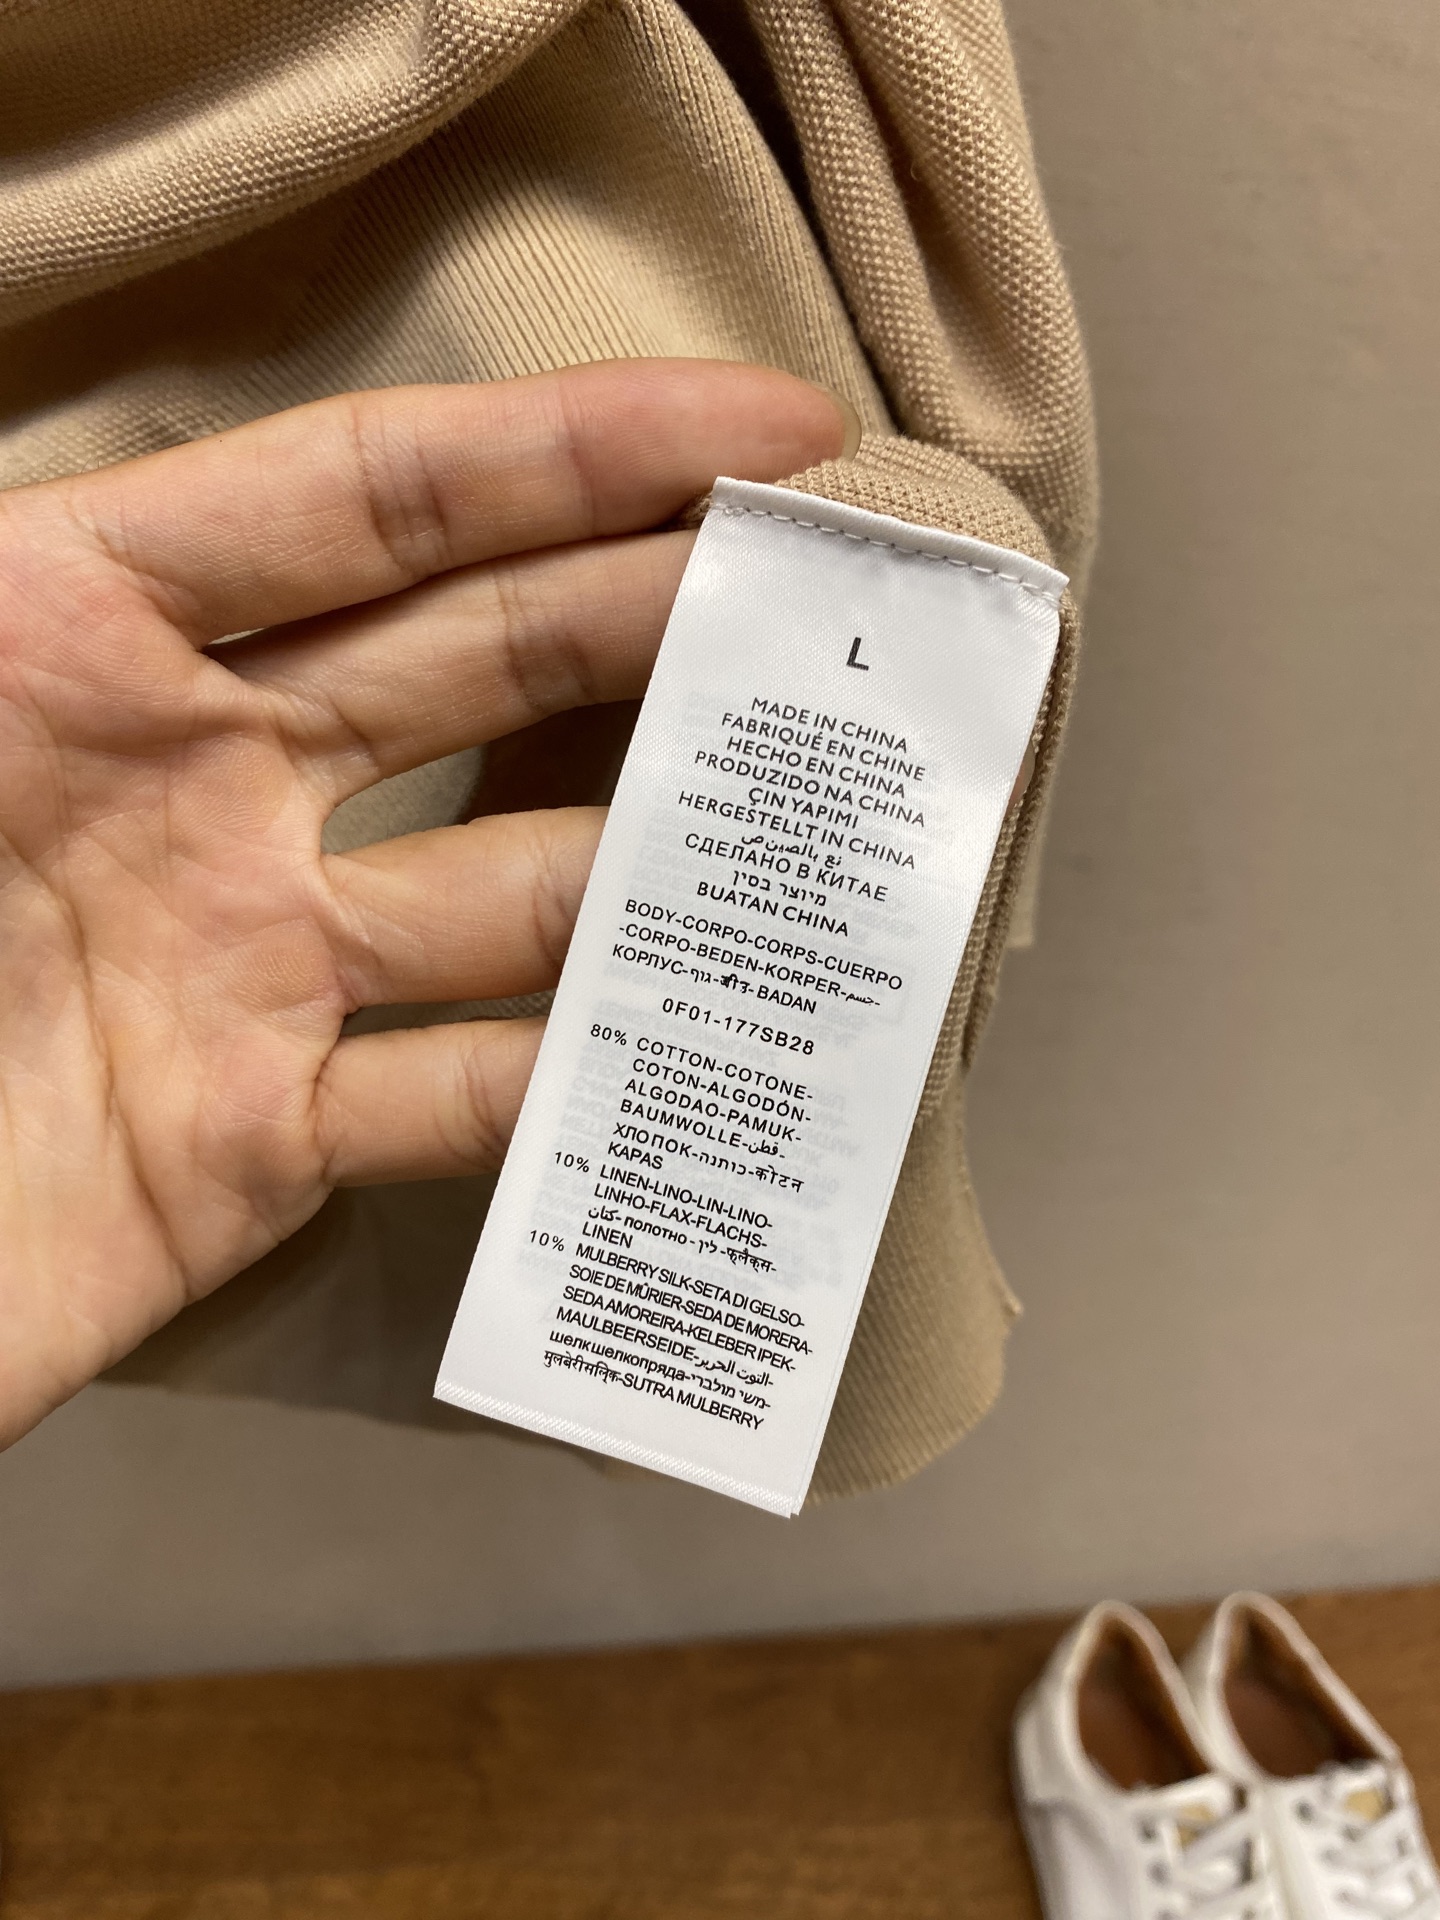 L
MADE IN CHINA
FABRIQUÉ EN CHINE
HECHO EN CHINA
PRODUZIDO NA CHINA
ÇIN YAPIMI
HERGESTELLT IN CHINA
نع بالصين ص
СДЕЛАНО В КИТАЕ
מיוצר בסין
BUATAN CHINA
BODY-CORPO-CORPS-CUERPO
-CORPO-BEDEN-KORPER-جسم-
КОРПУС-גוף-बॉडी-BADAN
0F01-177SB28
80% COTTON-COTONE-
COTON-ALGODÓN-
ALGODAO-PAMUK-
BAUMWOLLE-قطن-
ХЛОПОК-כותנה-कोटन
KAPAS
10% LINEN-LINO-LIN-LINO-
LINHO-FLAX-FLACHS-
كتان-полотно-לין-फ्लैक्स-
LINEN
10% MULBERRY SILK-SETA DI GELSO-
SOIE DE MÛRIER-SEDA DE MORERA-
SEDA AMOREIRA-KELEBER IPEK-
MAULBEERSEIDE-التوت الحرير-
шелк шелкопряда-משי מולברי-
मुलबेरी सिल्कि-SUTRA MULBERRY